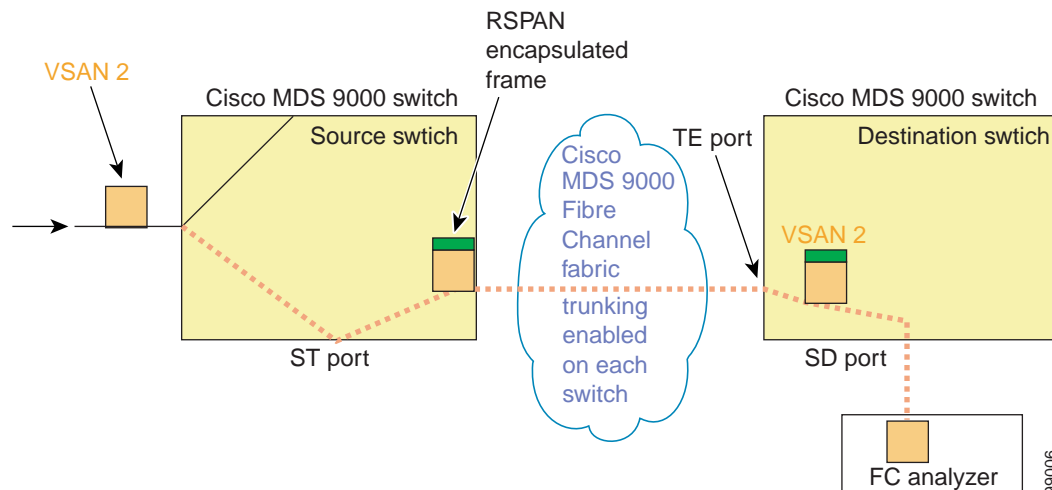 RSPAN
encapsulated
frame
VSAN 2
Cisco MDS 9000 switch
Source swtich
ST port
Cisco
MDS 9000
Fibre
Channel
fabric
trunking
enabled
on each
switch
TE port
Cisco MDS 9000 switch
Destination swtich
VSAN 2
SD port
FC analyzer